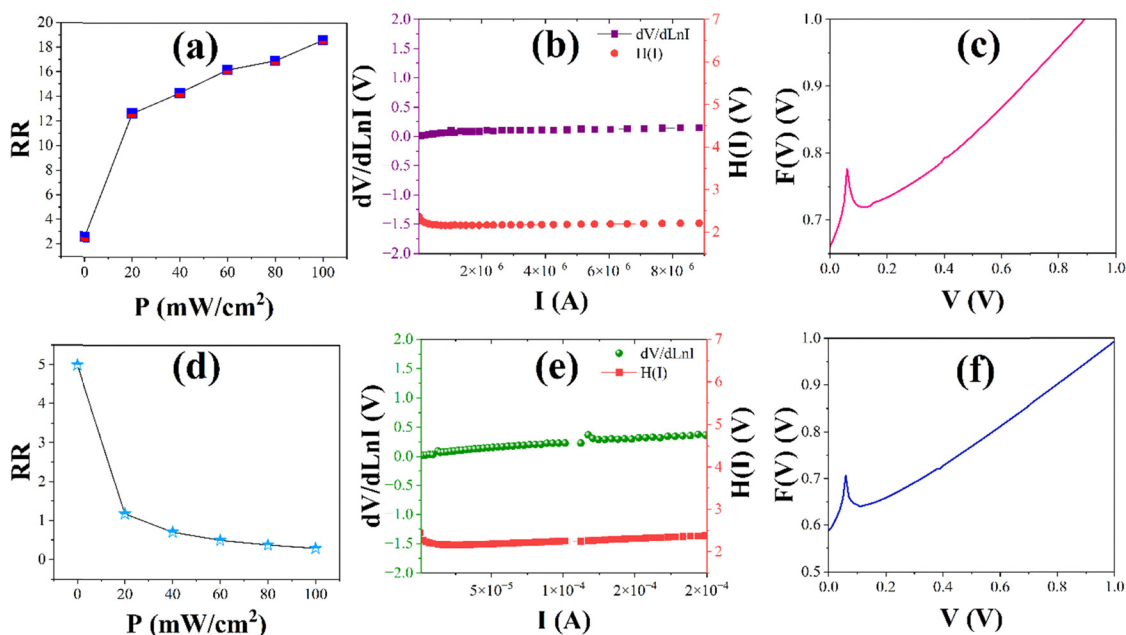 (a)
RR
20
18
16
14
12
10
8
6
4
2
0 20 40 60 80 100
P (mW/cm²)
(b)
dV/dLnI (V)
2.0
1.5
1.0
0.5
0.0
0.5
−1.0
−1.5
−2.0
dV/dLnI
H(I)
H(I) (V)
7
6
5
4
3
2
2×10⁻⁶ 4×10⁻⁶ 6×10⁻⁶ 8×10⁻⁶
I (A)
(c)
F(V) (V)
1.0
0.9
0.8
0.7
0.0 0.2 0.4 0.6 0.8 1.0
V (V)
(d)
RR
5
4
3
2
1
0
0 20 40 60 80 100
P (mW/cm²)
(e)
dV/dLnI (V)
2.0
1.5
1.0
0.5
0.0
−0.5
−1.0
−1.5
−2.0
dV/dLnI
H(I)
H(I) (V)
7
6
5
4
3
2
5×10⁻⁵ 1×10⁻⁴ 2×10⁻⁴ 2×10⁻⁴
I (A)
(f)
F(V) (V)
1.0
0.9
0.8
0.7
0.6
0.5
0.0 0.2 0.4 0.6 0.8 1.0
V (V)